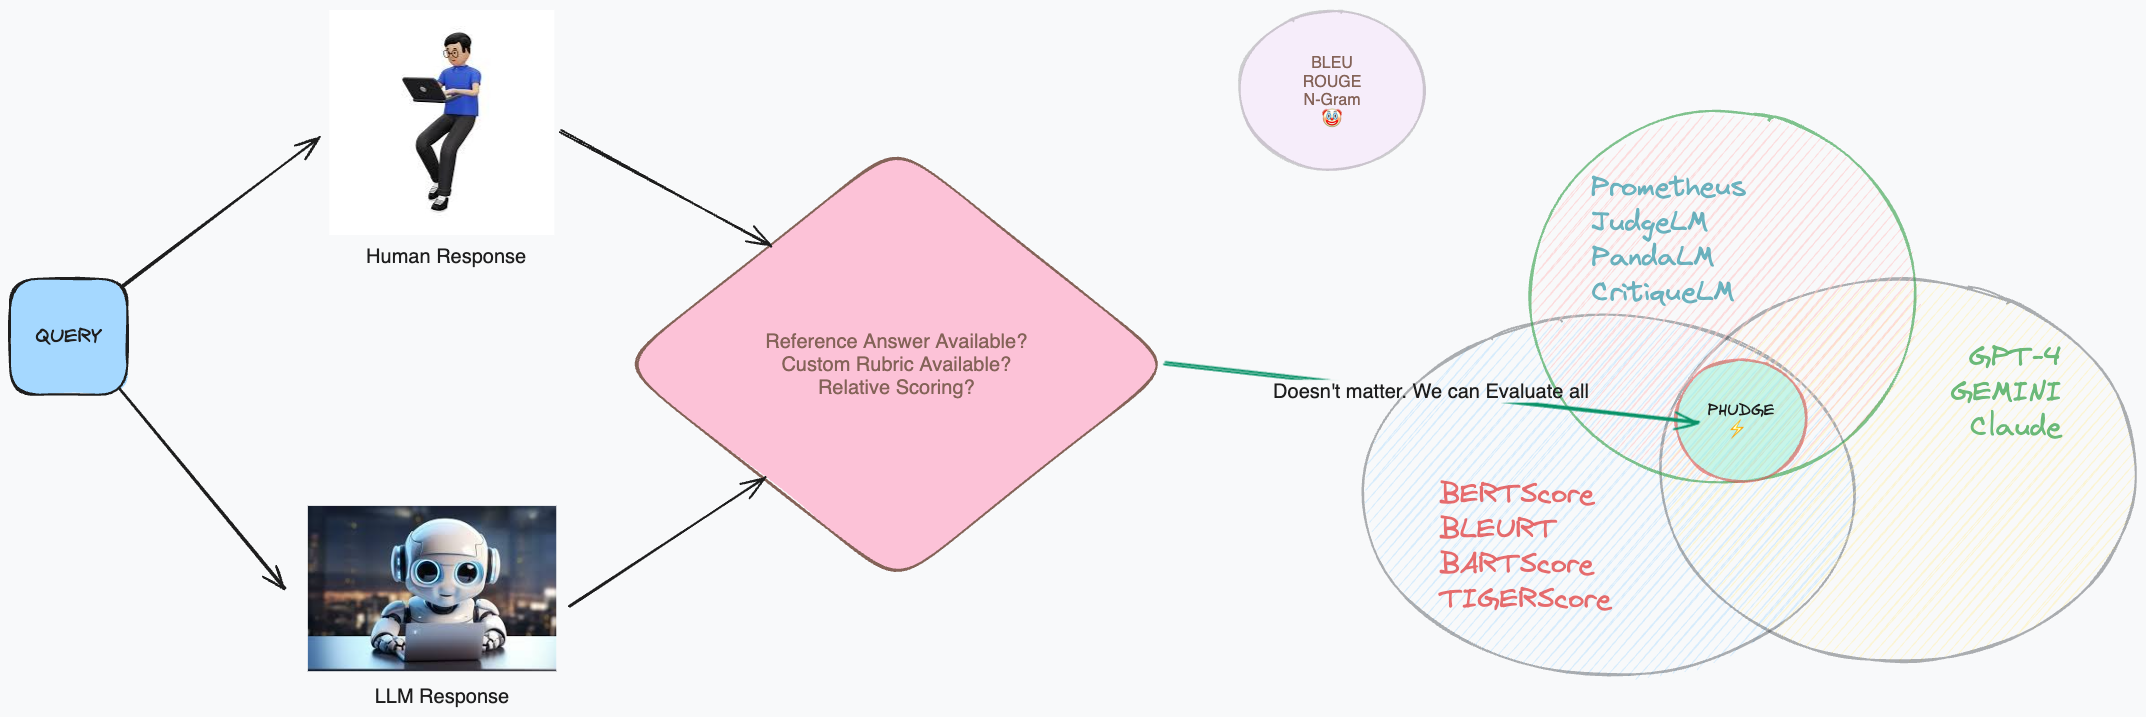 QUERY
Human Response
LLM Response
Reference Answer Available?
Custom Rubric Available?
Relative Scoring?
Doesn't matter. We can Evaluate all
BLEU
ROUGE
N-Gram
🤡
Prometheus
JudgeLM
PandaLM
CritiqueLM
GPT-4
GEMINI
Claude
PHUDGE
⚡
BERTScore
BLEURT
BARTScore
TIGERScore